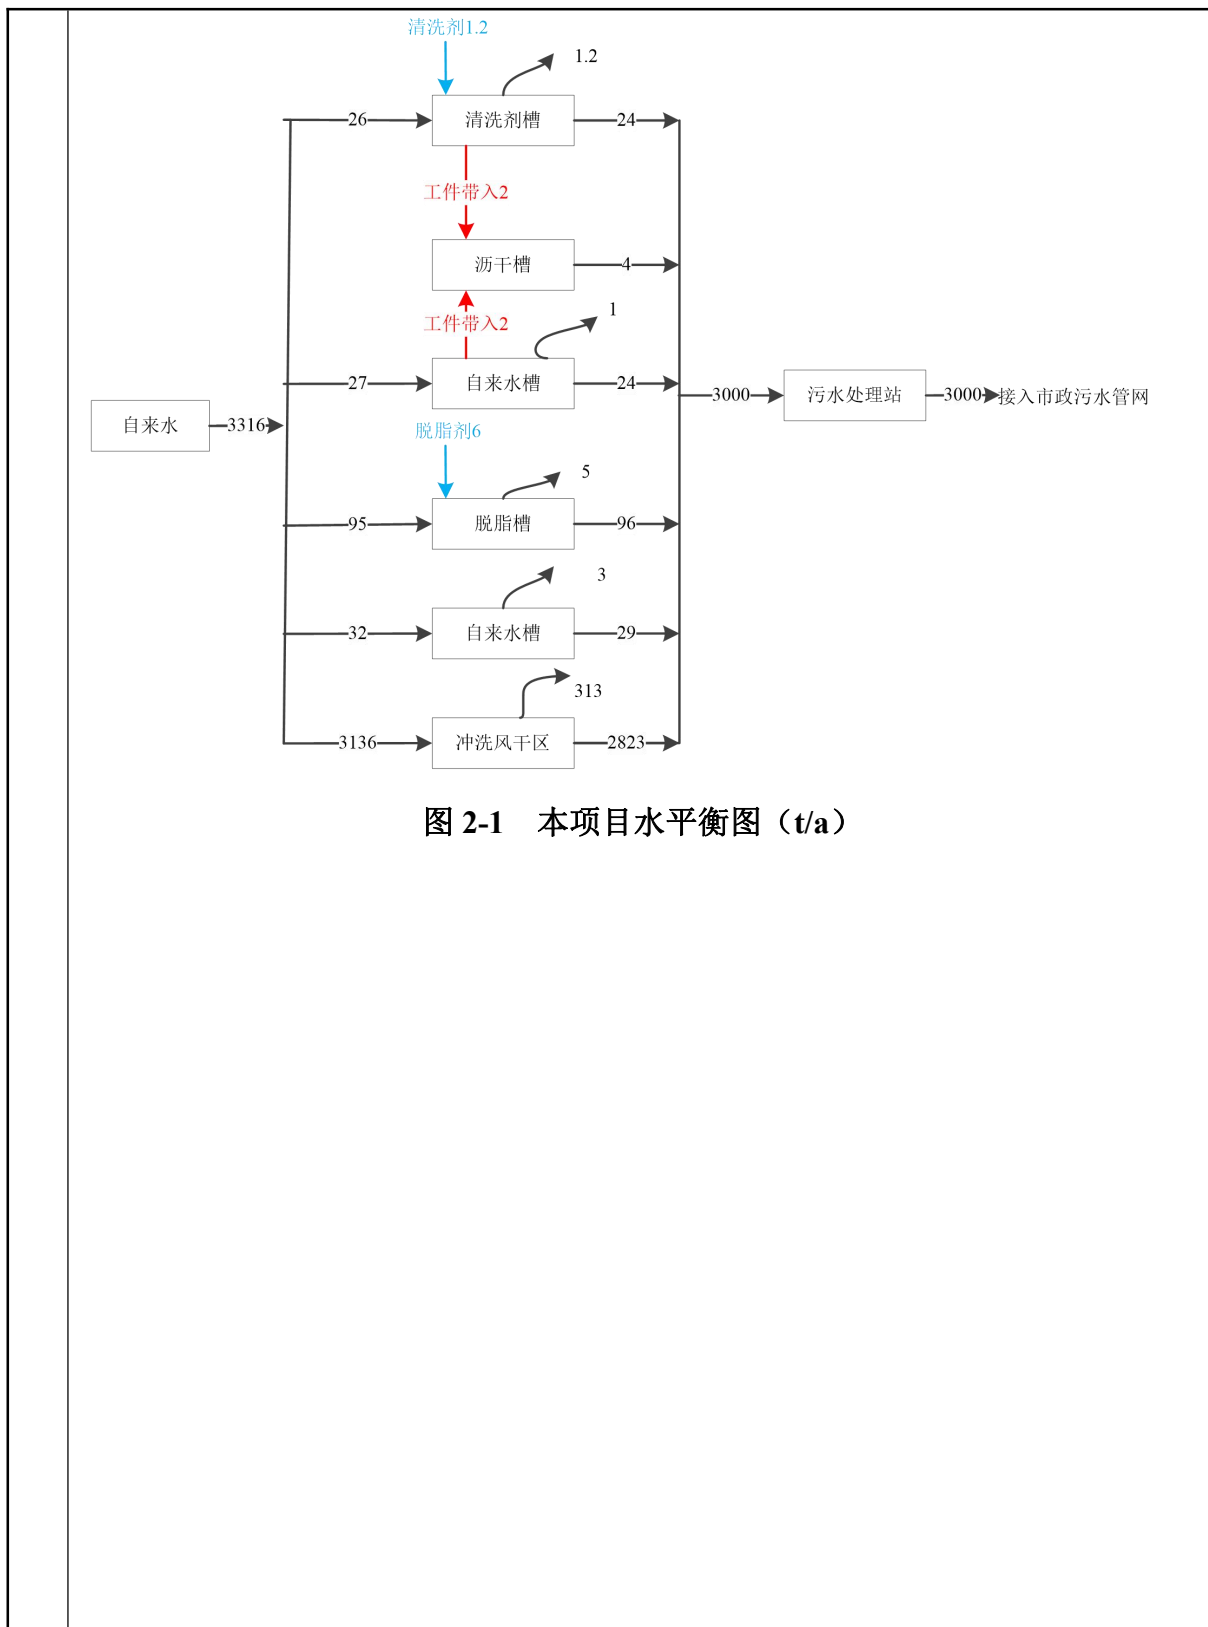 清洗剂1.2
1.2
26
清洗剂槽
24
工件带入2
沥干槽
4
工件带入2
1
27
自来水槽
24
自来水
3316
3000
污水处理站
3000
接入市政污水管网
脱脂剂6
5
95
脱脂槽
96
3
32
自来水槽
29
313
3136
冲洗风干区
2823
图 2-1 本项目水平衡图（t/a）